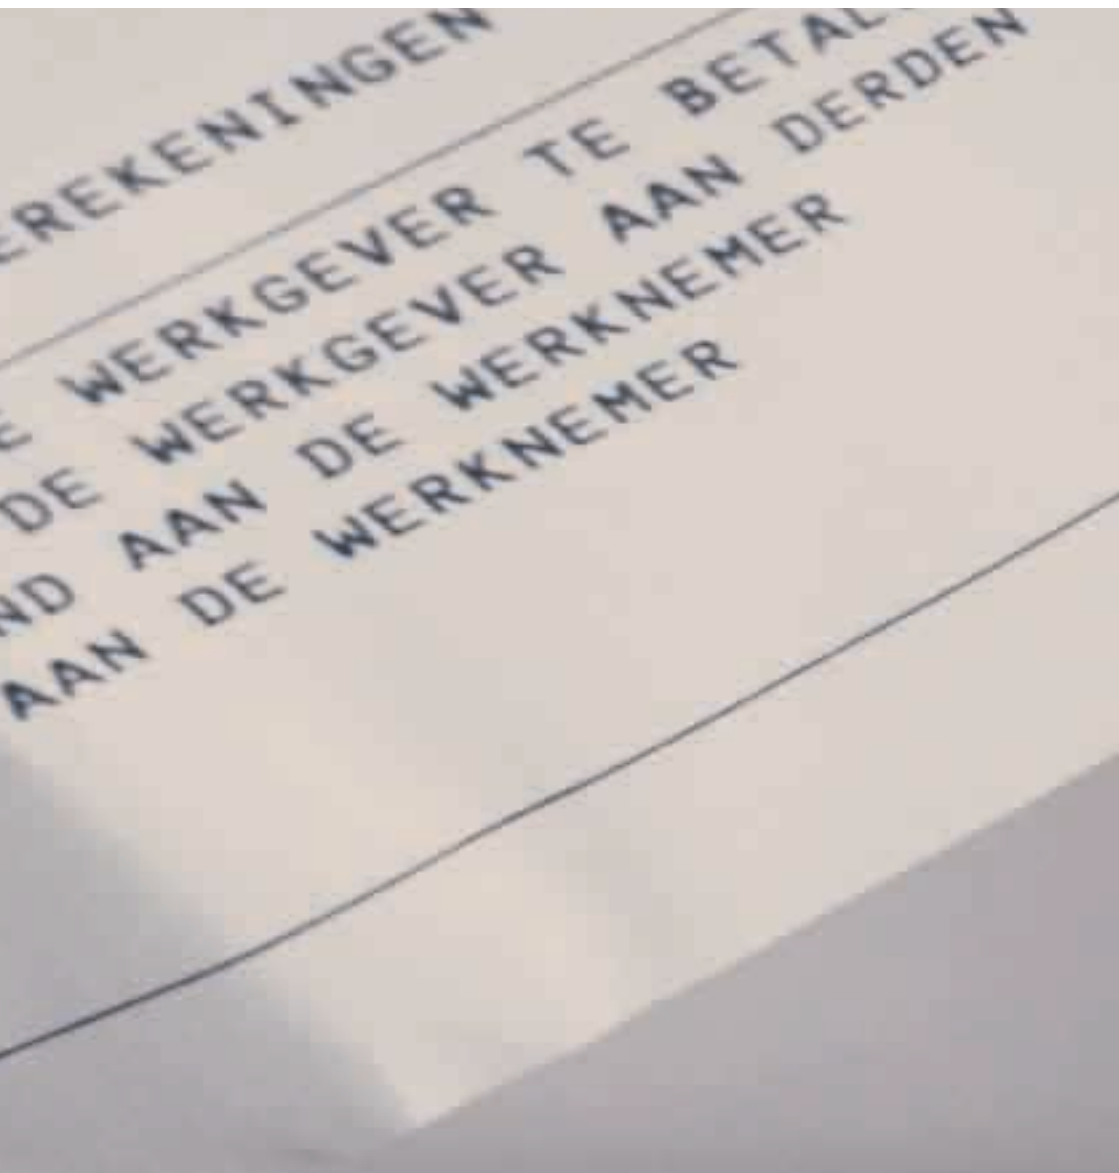 EREKENINGEN
E WERKGEVER TE BETAL
DE WERKGEVER AAN DERDEN
ND AAN DE WERKNEMER
AAN DE WERKNEMER